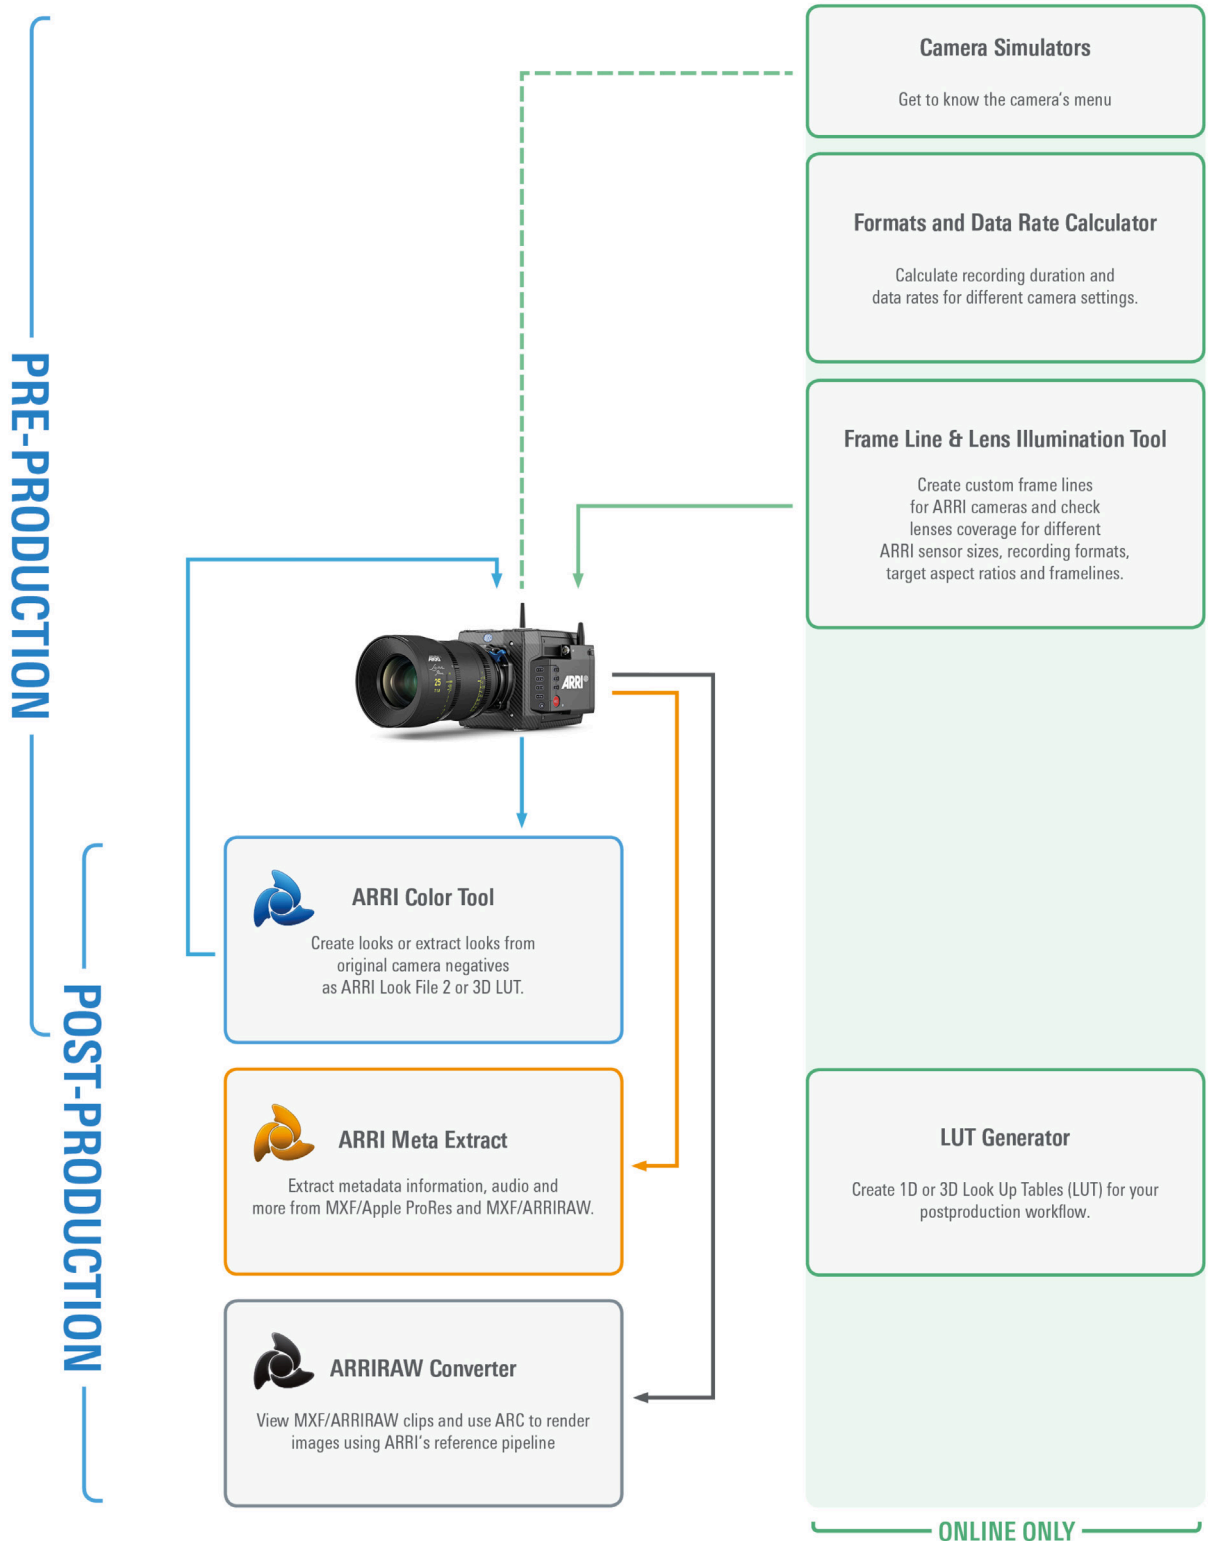 Camera Simulators
Get to know the camera's menu
Formats and Data Rate Calculator
Calculate recording duration and
data rates for different camera settings.
Frame Line & Lens Illumination Tool
Create custom frame lines
for ARRI cameras and check
lenses coverage for different
ARRI sensor sizes, recording formats,
target aspect ratios and framelines.
PRE-PRODUCTION
ARRI
25
ARRI
ARRI Color Tool
Create looks or extract looks from
original camera negatives
as ARRI Look File 2 or 3D LUT.
POST-PRODUCTION
ARRI Meta Extract
Extract metadata information, audio and
more from MXF/Apple ProRes and MXF/ARRIRAW.
LUT Generator
Create 1D or 3D Look Up Tables (LUT) for your
postproduction workflow.
ARRIRAW Converter
View MXF/ARRIRAW clips and use ARC to render
images using ARRI's reference pipeline
ONLINE ONLY